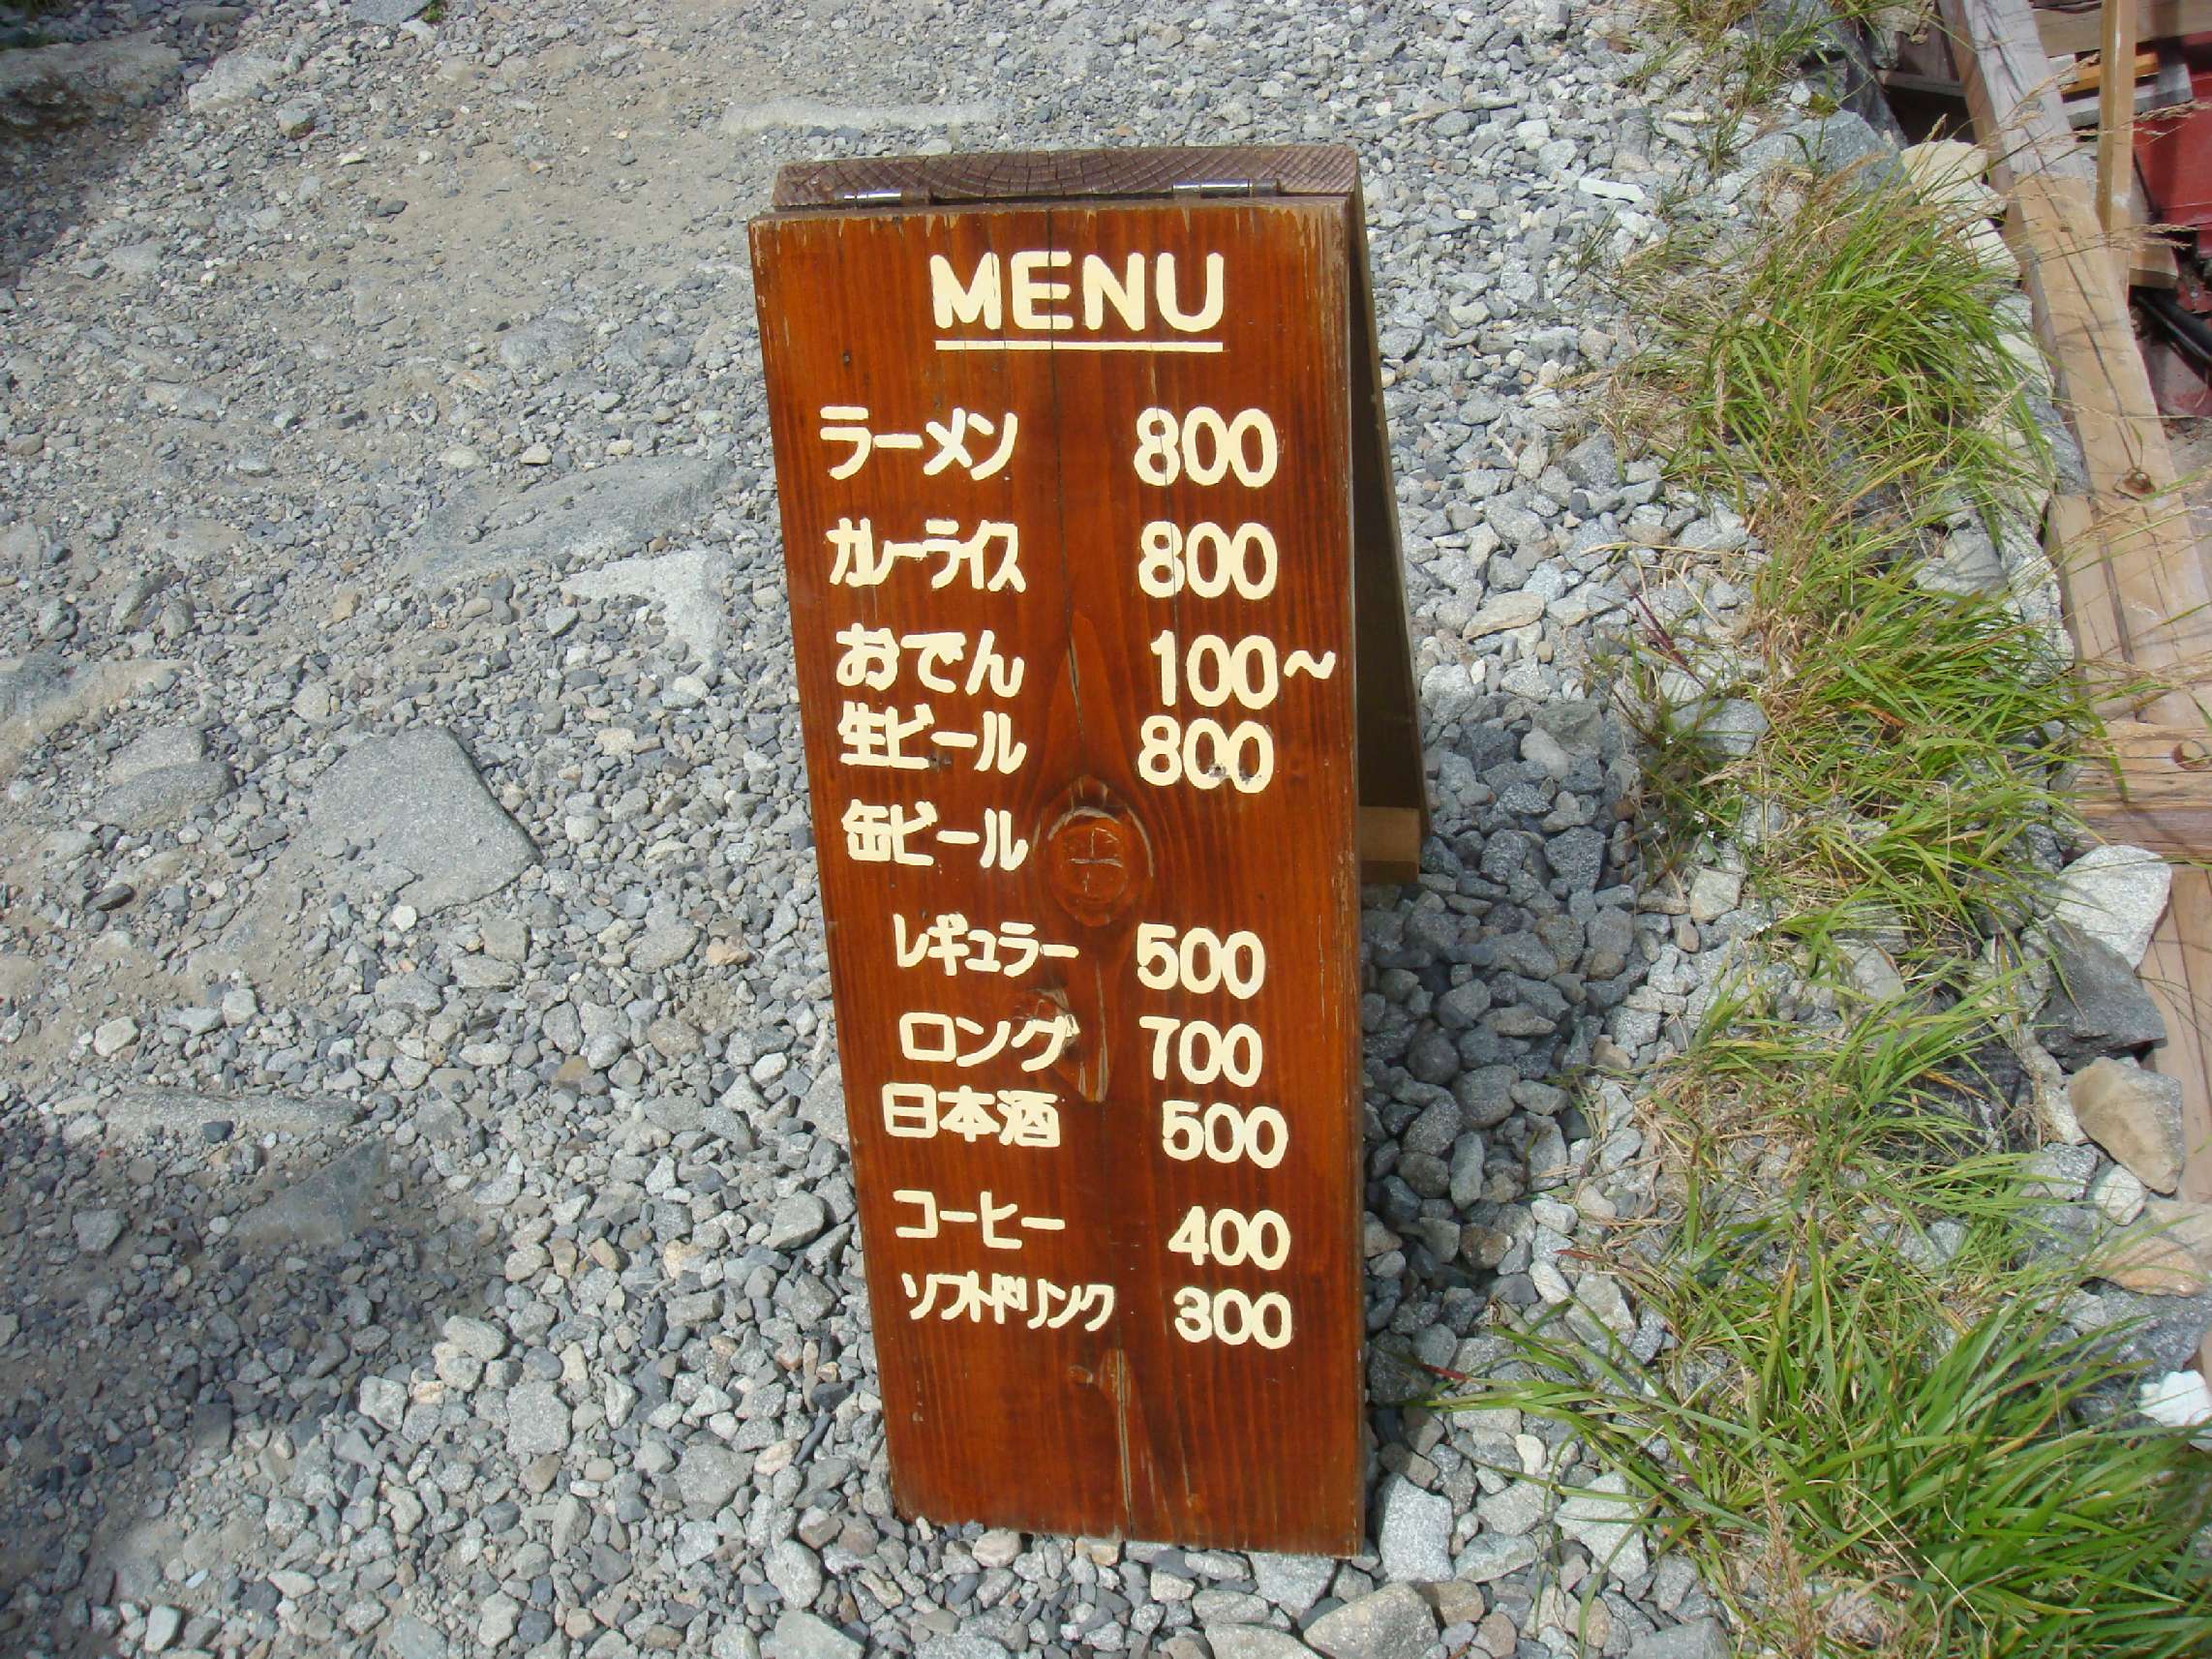 MENU
ラーメン 800
カレーライス 800
おでん 100~
生ビール 800
缶ビール
レギュラー 500
ロング 700
日本酒 500
コーヒー 400
ソフトドリンク 300